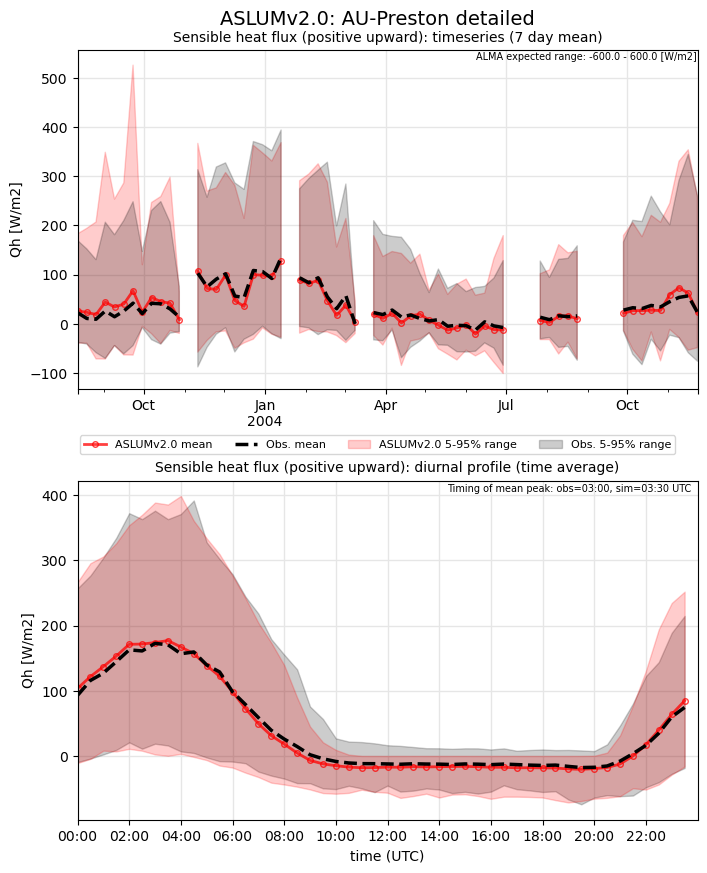 ASLUMv2.0: AU-Preston detailed
Sensible heat flux (positive upward): timeseries (7 day mean)
ALMA expected range: -600.0 - 600.0 [W/m2]
500
400
300
200
100
0
−100
Qh [W/m2]
Oct Jan Apr Jul Oct
2004
ASLUMv2.0 mean Obs. mean ASLUMv2.0 5-95% range Obs. 5-95% range
Sensible heat flux (positive upward): diurnal profile (time average)
Timing of mean peak: obs=03:00, sim=03:30 UTC
400
300
200
100
0
Qh [W/m2]
00:00 02:00 04:00 06:00 08:00 10:00 12:00 14:00 16:00 18:00 20:00 22:00
time (UTC)